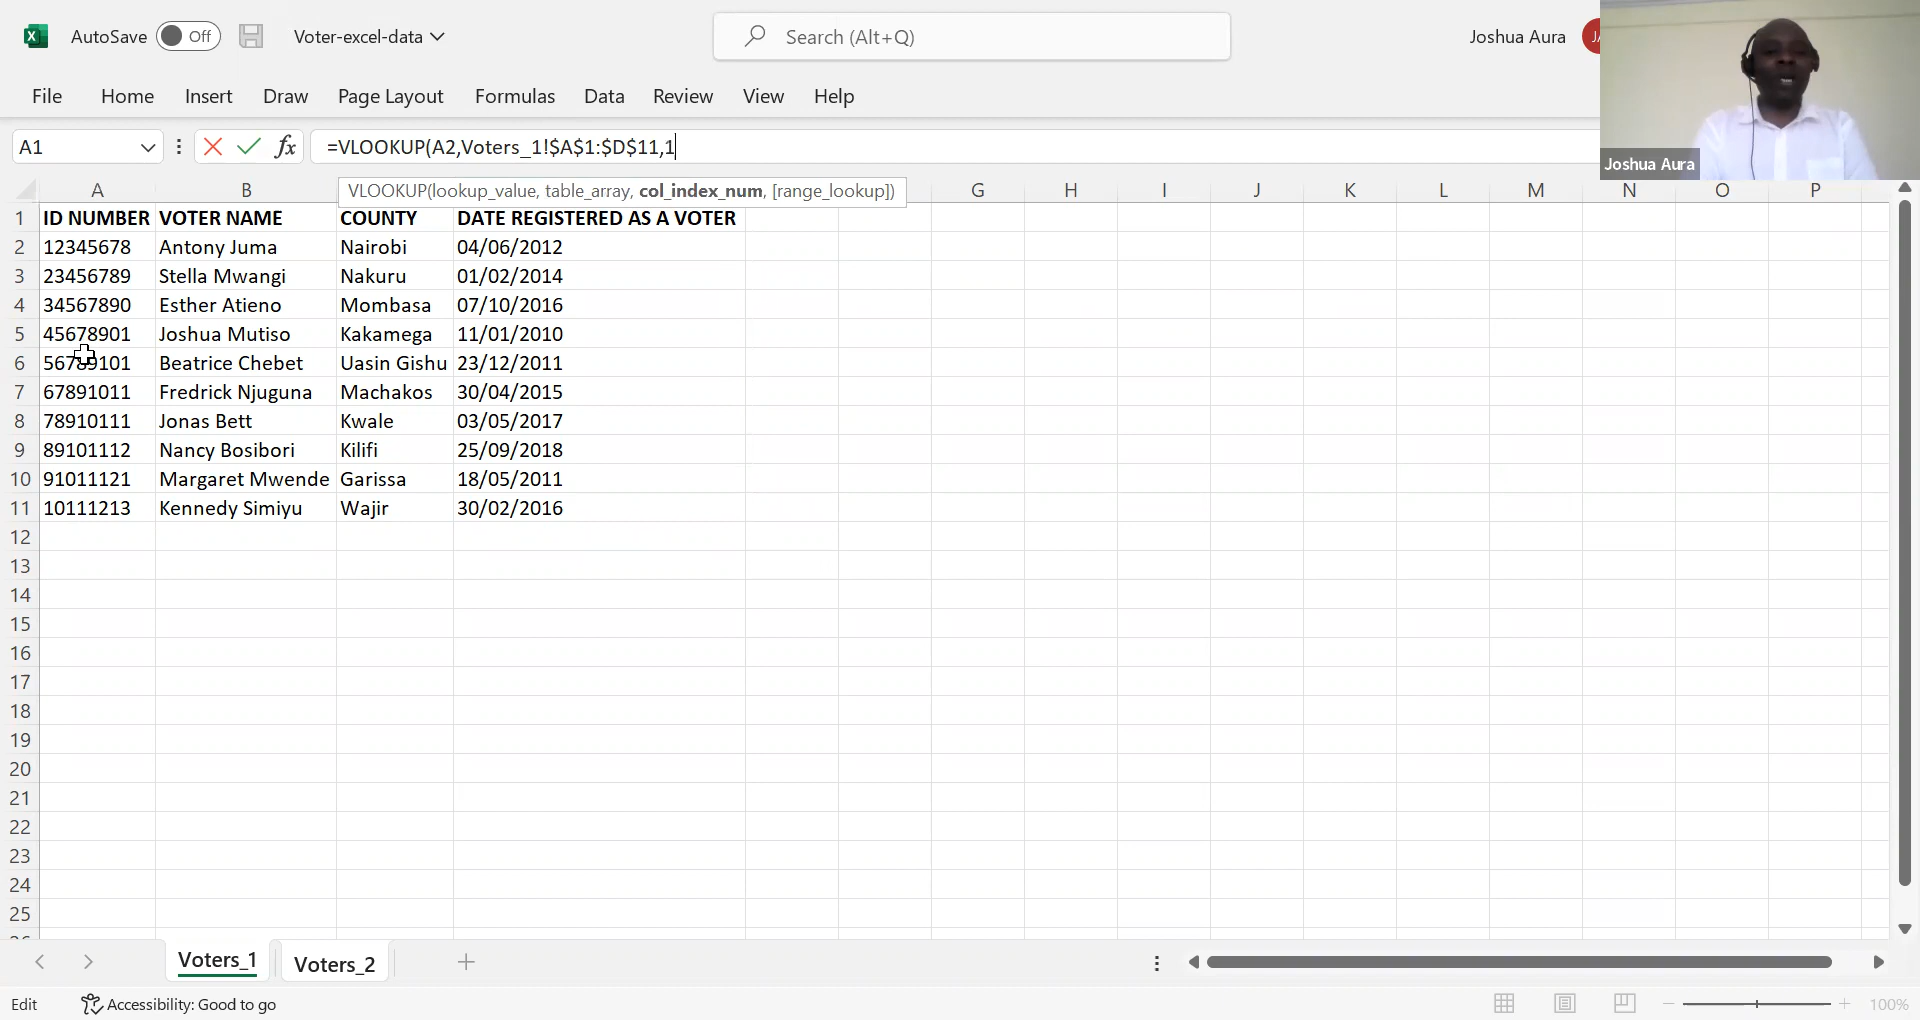 AutoSave Off Voter-excel-data Search (Alt+Q) Joshua Aura
File Home Insert Draw Page Layout Formulas Data Review View Help
Joshua Aura
A1 fx =VLOOKUP(A2,Voters_1!$A$1:$D$11,1
VLOOKUP(lookup_value, table_array, col_index_num, [range_lookup])
A B G H I J K L M N O P
1 ID NUMBER VOTER NAME COUNTY DATE REGISTERED AS A VOTER
2 12345678 Antony Juma Nairobi 04/06/2012
3 23456789 Stella Mwangi Nakuru 01/02/2014
4 34567890 Esther Atieno Mombasa 07/10/2016
5 45678901 Joshua Mutiso Kakamega 11/01/2010
6 56789101 Beatrice Chebet Uasin Gishu 23/12/2011
7 67891011 Fredrick Njuguna Machakos 30/04/2015
8 78910111 Jonas Bett Kwale 03/05/2017
9 89101112 Nancy Bosibori Kilifi 25/09/2018
10 91011121 Margaret Mwende Garissa 18/05/2011
11 10111213 Kennedy Simiyu Wajir 30/02/2016
12
13
14
15
16
17
18
19
20
21
22
23
24
25
Voters_1 Voters_2
Edit Accessibility: Good to go 100%